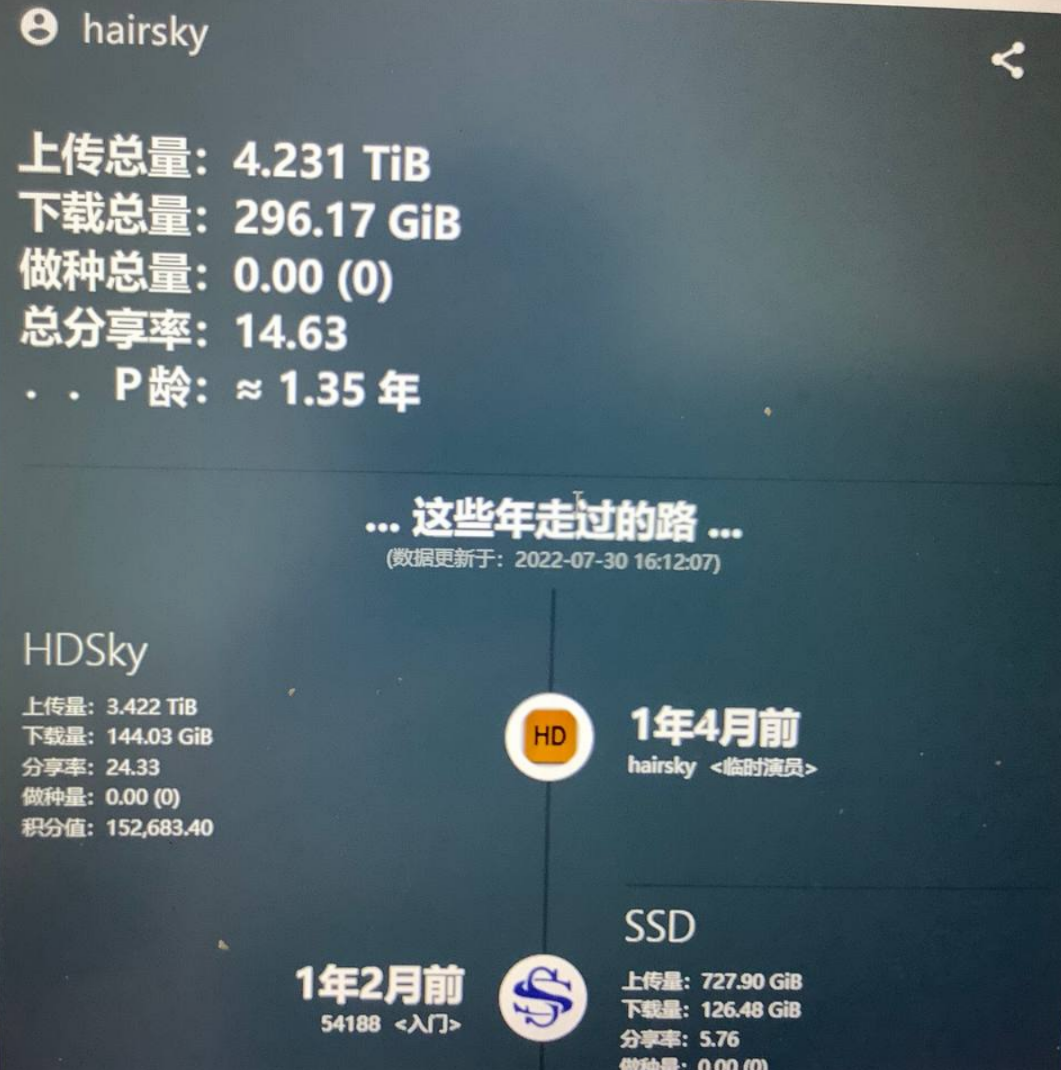 hairsky
上传总量：4.231 TiB
下载总量：296.17 GiB
做种总量：0.00 (0)
总分享率：14.63
. . P龄：≈ 1.35 年
... 这些年走过的路 ...
(数据更新于：2022-07-30 16:12:07)
HDSky
上传量：3.422 TiB
下载量：144.03 GiB
分享率：24.33
做种量：0.00 (0)
积分值：152,683.40
HD
1年4月前
hairsky <临时演员>
SSD
上传量：727.90 GiB
下载量：126.48 GiB
分享率：5.76
做种量：0.00 (0)
1年2月前
54188 <入门>